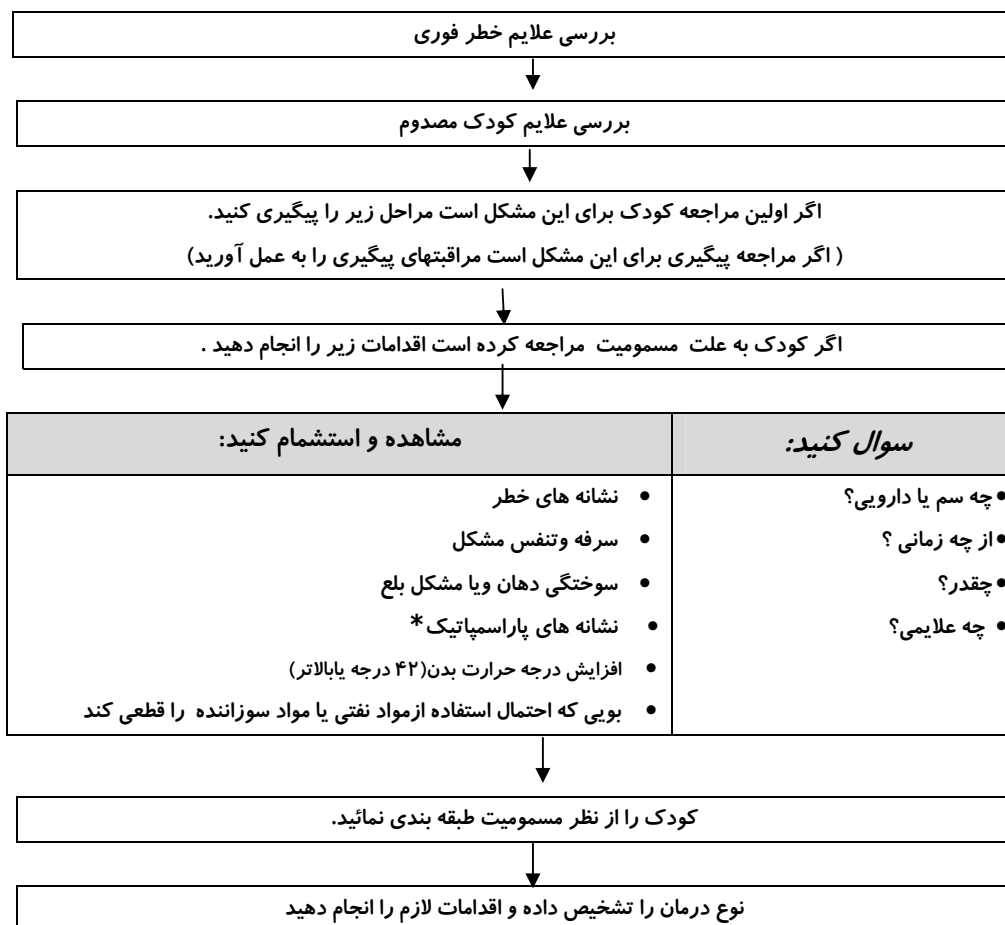 بررسی علایم خطر فوری
بررسی علایم کودک مصدوم
اگر اولین مراجعه کودک برای این مشکل است مراحل زیر را پیگیری کنید.
( اگر مراجعه پیگیری برای این مشکل است مراقبتهای پیگیری را به عمل آورید)
اگر کودک به علت مسمومیت مراجعه کرده است اقدامات زیر را انجام دهید .
سوال کنید:
•چه سم یا دارویی؟
•از چه زمانی ؟
•چقدر؟
• چه علایمی؟
مشاهده و استشمام کنید:
• نشانه های خطر
• سرفه وتنفس مشکل
• سوختگی دهان ویا مشکل بلع
• نشانه های پاراسمپاتیک*
• افزایش درجه حرارت بدن(۴۲ درجه یابالاتر)
• بویی که احتمال استفاده ازمواد نفتی یا مواد سوزاننده را قطعی کند
کودک را از نظر مسمومیت طبقه بندی نمائید.
نوع درمان را تشخیص داده و اقدامات لازم را انجام دهید